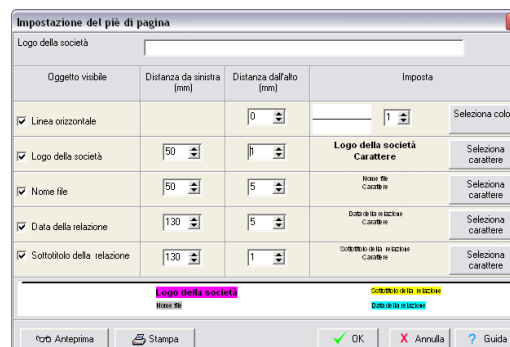 Impostazione del piè di pagina
Logo della società
Oggetto visibile
Distanza da sinistra (mm)
Distanza dall'alto (mm)
Imposta
Linea orizzontale
0
1
Seleziona colo
Logo della società
50
1
Logo della società
Carattere
Seleziona
carattere
Nome file
50
5
Nome file
Carattere
Seleziona
carattere
Data della relazione
130
5
Data della relazione
Carattere
Seleziona
carattere
Sottotitolo della relazione
130
1
Sottotitolo della relazione
Carattere
Seleziona
carattere
Logo della società
Sottotitolo della relazione
Nome file
Data della relazione
Anteprima
Stampa
OK
X Annulla
? Guida